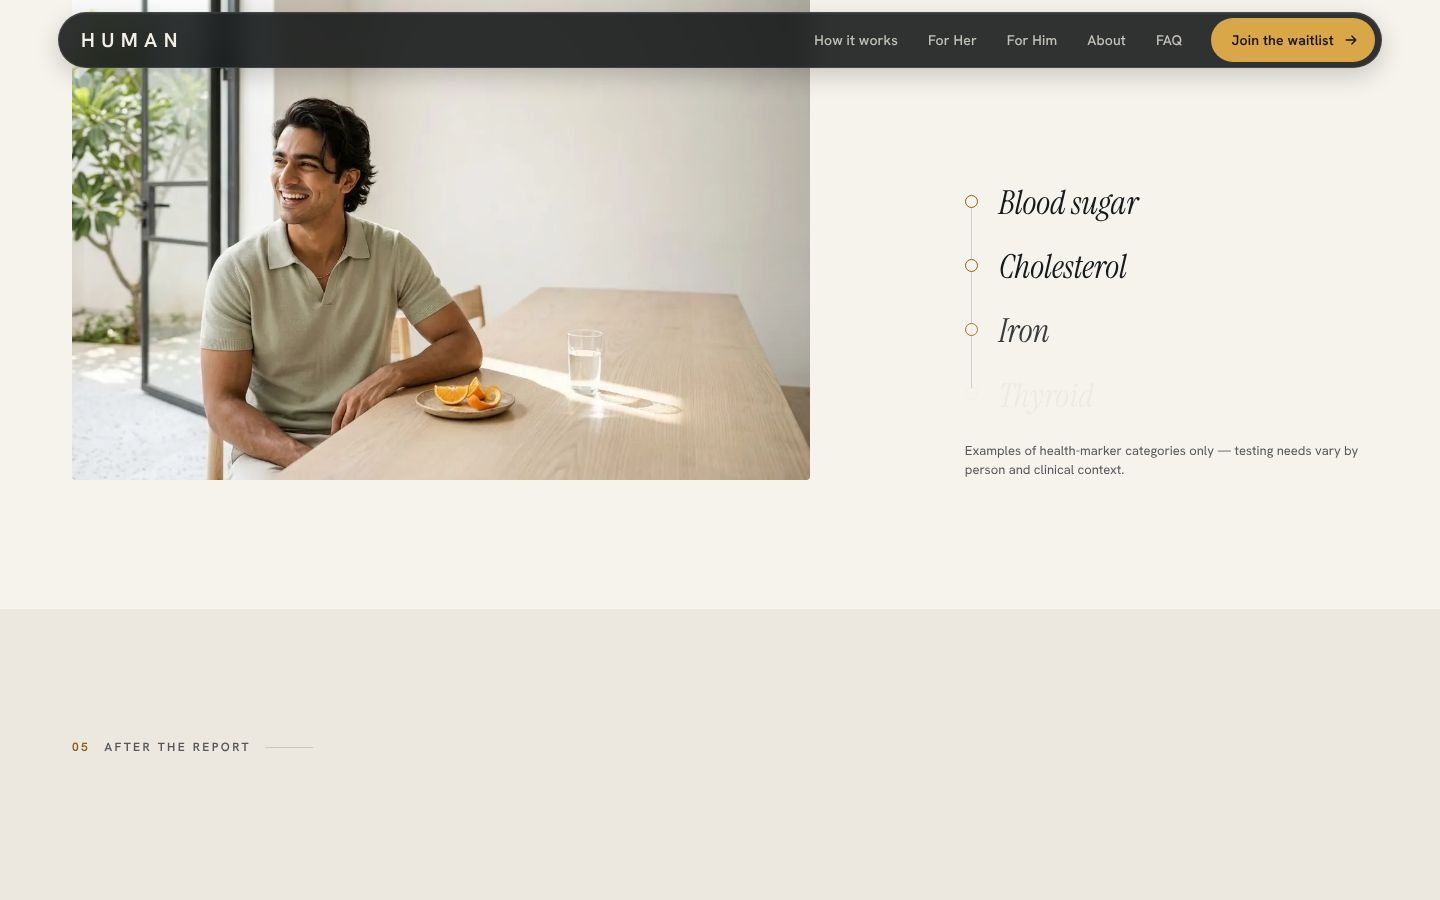 HUMAN
How it works
For Her
For Him
About
FAQ
Join the waitlist →
Blood sugar
Cholesterol
Iron
Thyroid
Examples of health-marker categories only — testing needs vary by
person and clinical context.
05 AFTER THE REPORT